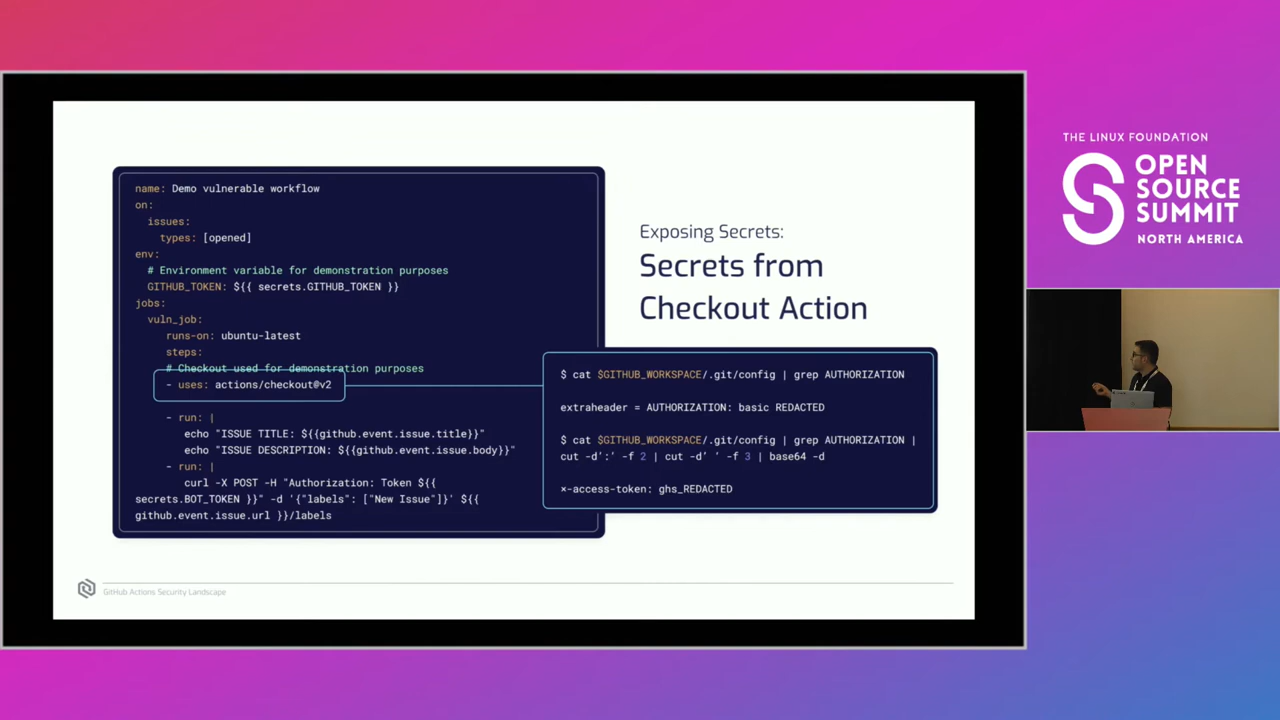 name: Demo vulnerable workflow
on:
issues:
types: [opened]
env:
# Environment variable for demonstration purposes
GITHUB_TOKEN: ${{ secrets.GITHUB_TOKEN }}
jobs:
vuln_job:
runs-on: ubuntu-latest
steps:
# Checkout used for demonstration purposes
- uses: actions/checkout@v2
- run: |
echo "ISSUE TITLE: ${{github.event.issue.title}}"
echo "ISSUE DESCRIPTION: ${{github.event.issue.body}}"
- run: |
curl -X POST -H "Authorization: Token ${{
secrets.BOT_TOKEN }}" -d '{"labels": ["New Issue"]}' ${{
github.event.issue.url }}/labels
Exposing Secrets:
Secrets from
Checkout Action
$ cat $GITHUB_WORKSPACE/.git/config | grep AUTHORIZATION
extraheader = AUTHORIZATION: basic REDACTED
$ cat $GITHUB_WORKSPACE/.git/config | grep AUTHORIZATION |
cut -d’:’ -f 2 | cut -d’ ’ -f 3 | base64 -d
×-access-token: ghs_REDACTED
GitHub Actions Security Landscape
THE LINUX FOUNDATION
OPEN
SOURCE
SUMMIT
NORTH AMERICA